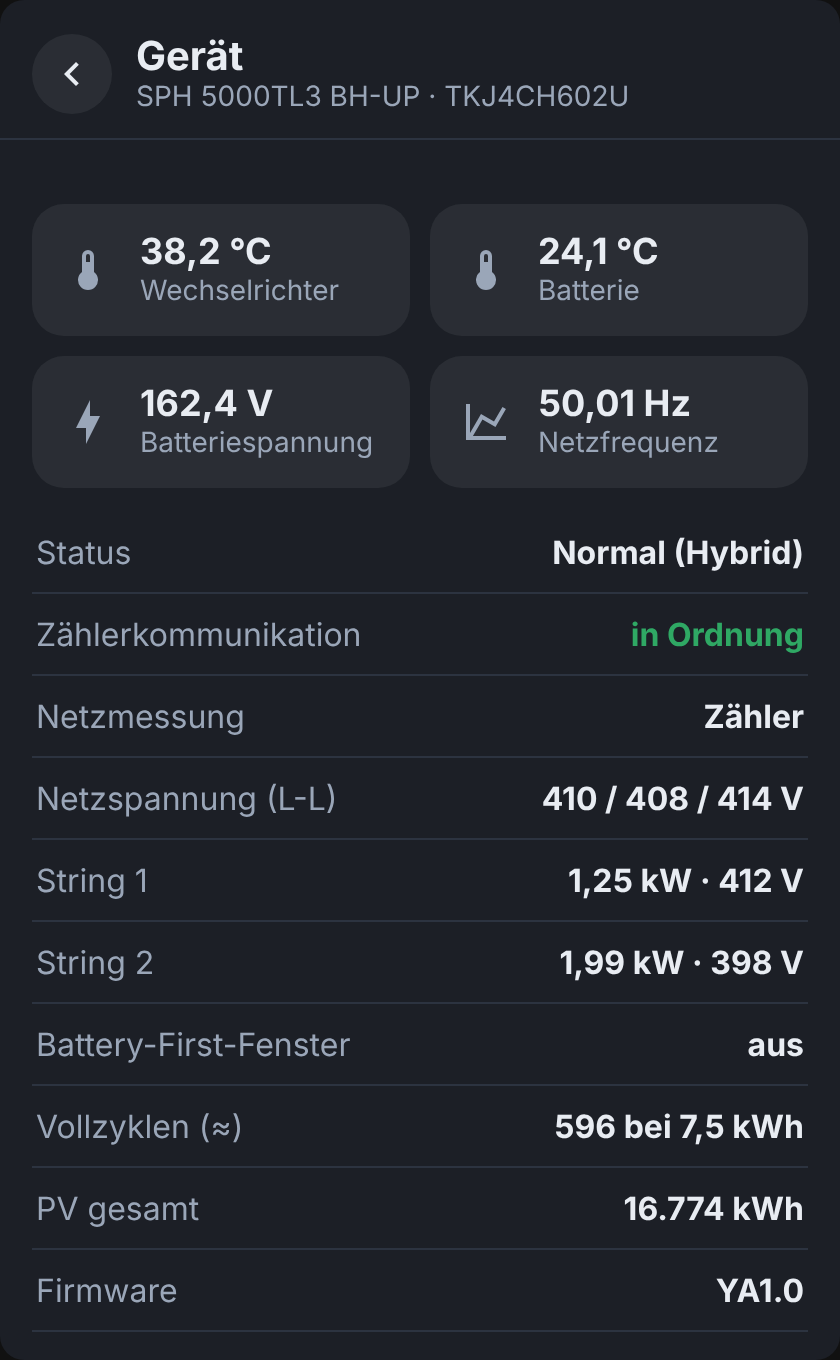 Gerät
SPH 5000TL3 BH-UP · TKJ4CH602U
38,2 °C
Wechselrichter
24,1 °C
Batterie
162,4 V
Batteriespannung
50,01 Hz
Netzfrequenz
Status Normal (Hybrid)
Zählerkommunikation in Ordnung
Netzmessung Zähler
Netzspannung (L-L) 410 / 408 / 414 V
String 1 1,25 kW · 412 V
String 2 1,99 kW · 398 V
Battery-First-Fenster aus
Vollzyklen (≈) 596 bei 7,5 kWh
PV gesamt 16.774 kWh
Firmware YA1.0